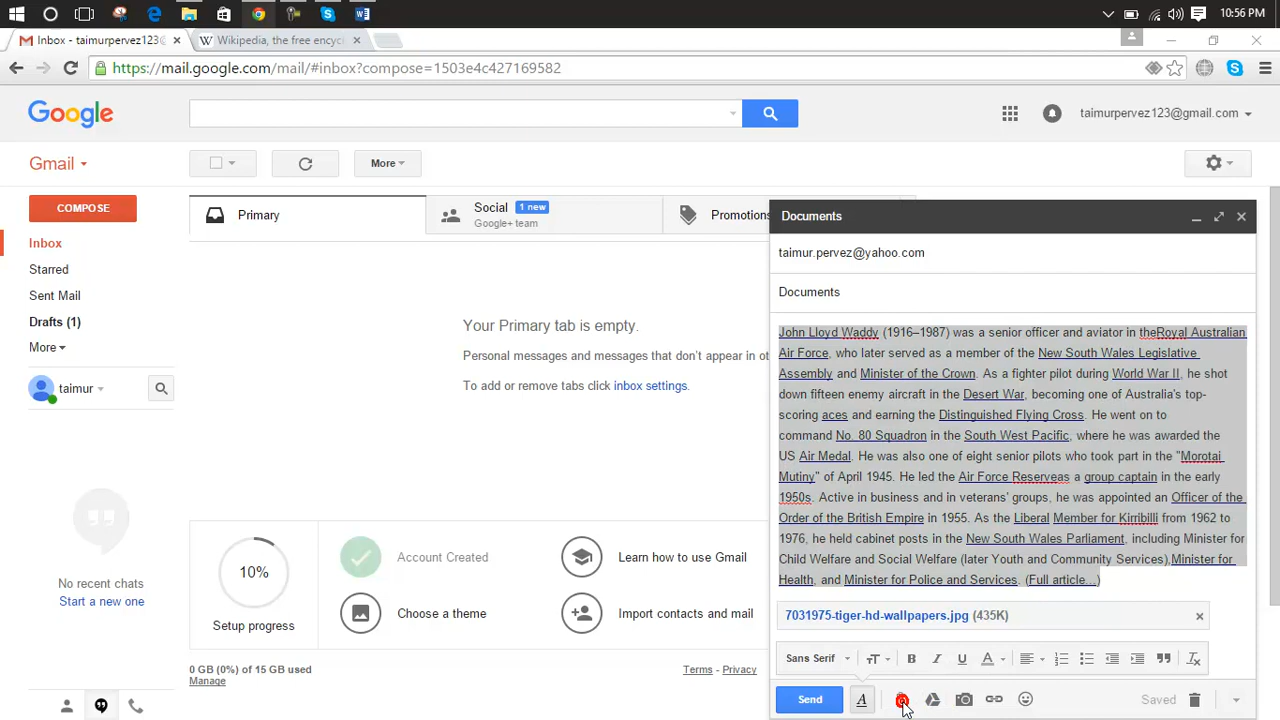 10:56 PM
Inbox - taimurpervez123@
Wikipedia, the free encyc
https://mail.google.com/mail/#inbox?compose=1503e4c427169582
Google
taimurpervez123@gmail.com
Gmail
More
COMPOSE
Primary
Social 1 new
Google+ team
Promotions
Inbox
Starred
Sent Mail
Drafts (1)
More
taimur
No recent chats
Start a new one
Your Primary tab is empty.
Personal messages and messages that don't appear in ot
To add or remove tabs click inbox settings.
10%
Setup progress
Account Created
Learn how to use Gmail
Choose a theme
Import contacts and mail
0 GB (0%) of 15 GB used
Manage
Terms - Privacy
Documents
taimur.pervez@yahoo.com
Documents
John Lloyd Waddy (1916–1987) was a senior officer and aviator in theRoyal Australian
Air Force, who later served as a member of the New South Wales Legislative
Assembly and Minister of the Crown. As a fighter pilot during World War II, he shot
down fifteen enemy aircraft in the Desert War, becoming one of Australia's top-
scoring aces and earning the Distinguished Flying Cross. He went on to
command No. 80 Squadron in the South West Pacific, where he was awarded the
US Air Medal. He was also one of eight senior pilots who took part in the "Morotai
Mutiny" of April 1945. He led the Air Force Reserveas a group captain in the early
1950s. Active in business and in veterans' groups, he was appointed an Officer of the
Order of the British Empire in 1955. As the Liberal Member for Kirribilli from 1962 to
1976, he held cabinet posts in the New South Wales Parliament, including Minister for
Child Welfare and Social Welfare (later Youth and Community Services),Minister for
Health, and Minister for Police and Services. (Full article...)
7031975-tiger-hd-wallpapers.jpg (435K)
Sans Serif
Send
Saved